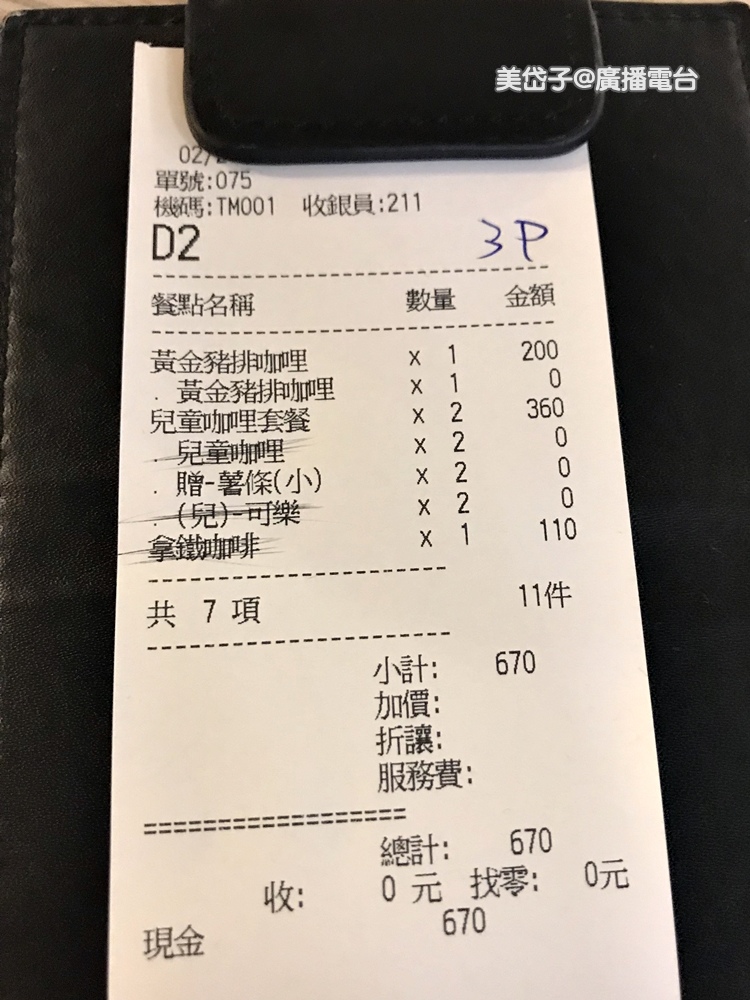 美岱子@廣播電台
02/
單號:075
機碼:TM001 收銀員:211
D2 3P
餐點名稱 數量 金額
黃金豬排咖哩 x 1 200
. 黃金豬排咖哩 x 1 0
兒童咖哩套餐 x 2 360
. 兒童咖哩 x 2 0
. 贈-薯條(小) x 2 0
. (兒)-可樂 x 2 0
拿鐵咖啡 x 1 110
共 7 項 11件
小計: 670
加價:
折讓:
服務費:
總計: 670
收: 0 元 找零: 0元
現金 670